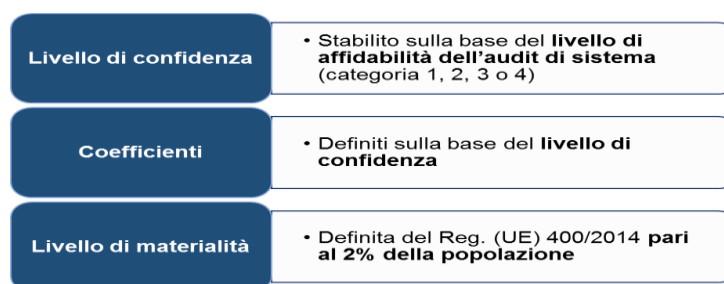 Livello di confidenza
• Stabilito sulla base del livello di
affidabilità dell'audit di sistema
(categoria 1, 2, 3 o 4)
Coefficienti
• Definiti sulla base del livello di
confidenza
Livello di materialità
• Definita del Reg. (UE) 400/2014 pari
al 2% della popolazione